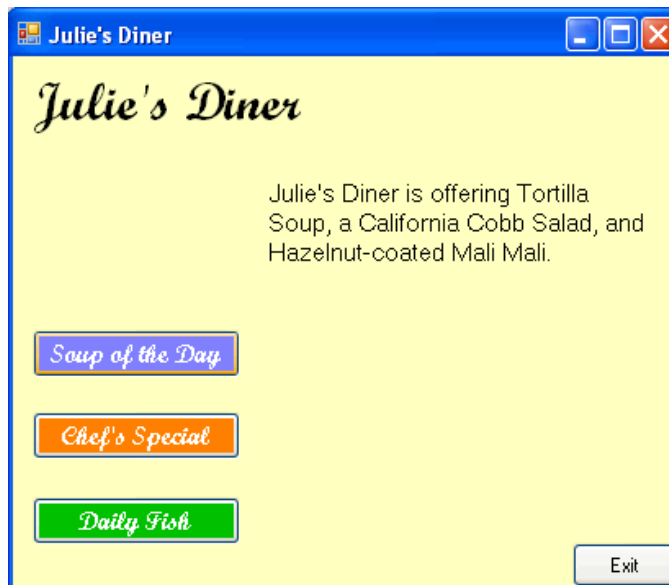 Julie's Diner
Julie's Diner
Julie's Diner is offering Tortilla
Soup, a California Cobb Salad, and
Hazelnut-coated Mali Mali.
Soup of the Day
Chef's Special
Daily Fish
Exit